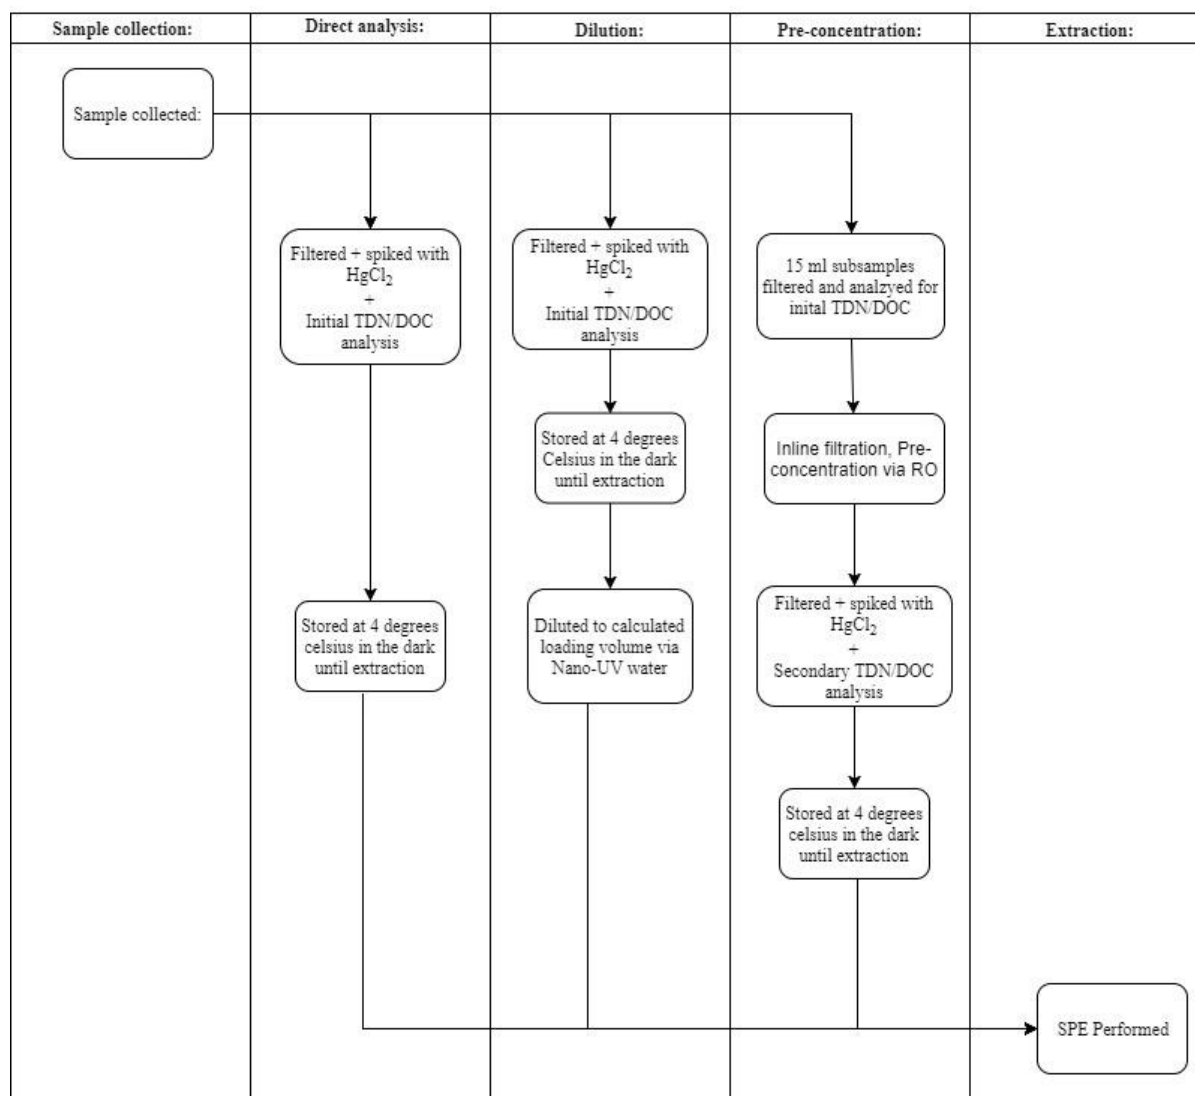 Sample collection:
Direct analysis:
Dilution:
Pre-concentration:
Extraction:
Sample collected:
Filtered + spiked with
HgCl₂
+
Initial TDN/DOC
analysis
Stored at 4 degrees
celsius in the dark
until extraction
Filtered + spiked with
HgCl₂
+
Initial TDN/DOC
analysis
Stored at 4 degrees
Celsius in the dark
until extraction
Diluted to calculated
loading volume via
Nano-UV water
15 ml subsamples
filtered and analzyed for
inital TDN/DOC
Inline filtration, Pre-
concentration via RO
Filtered + spiked with
HgCl₂
+
Secondary TDN/DOC
analysis
Stored at 4 degrees
celsius in the dark
until extraction
SPE Performed